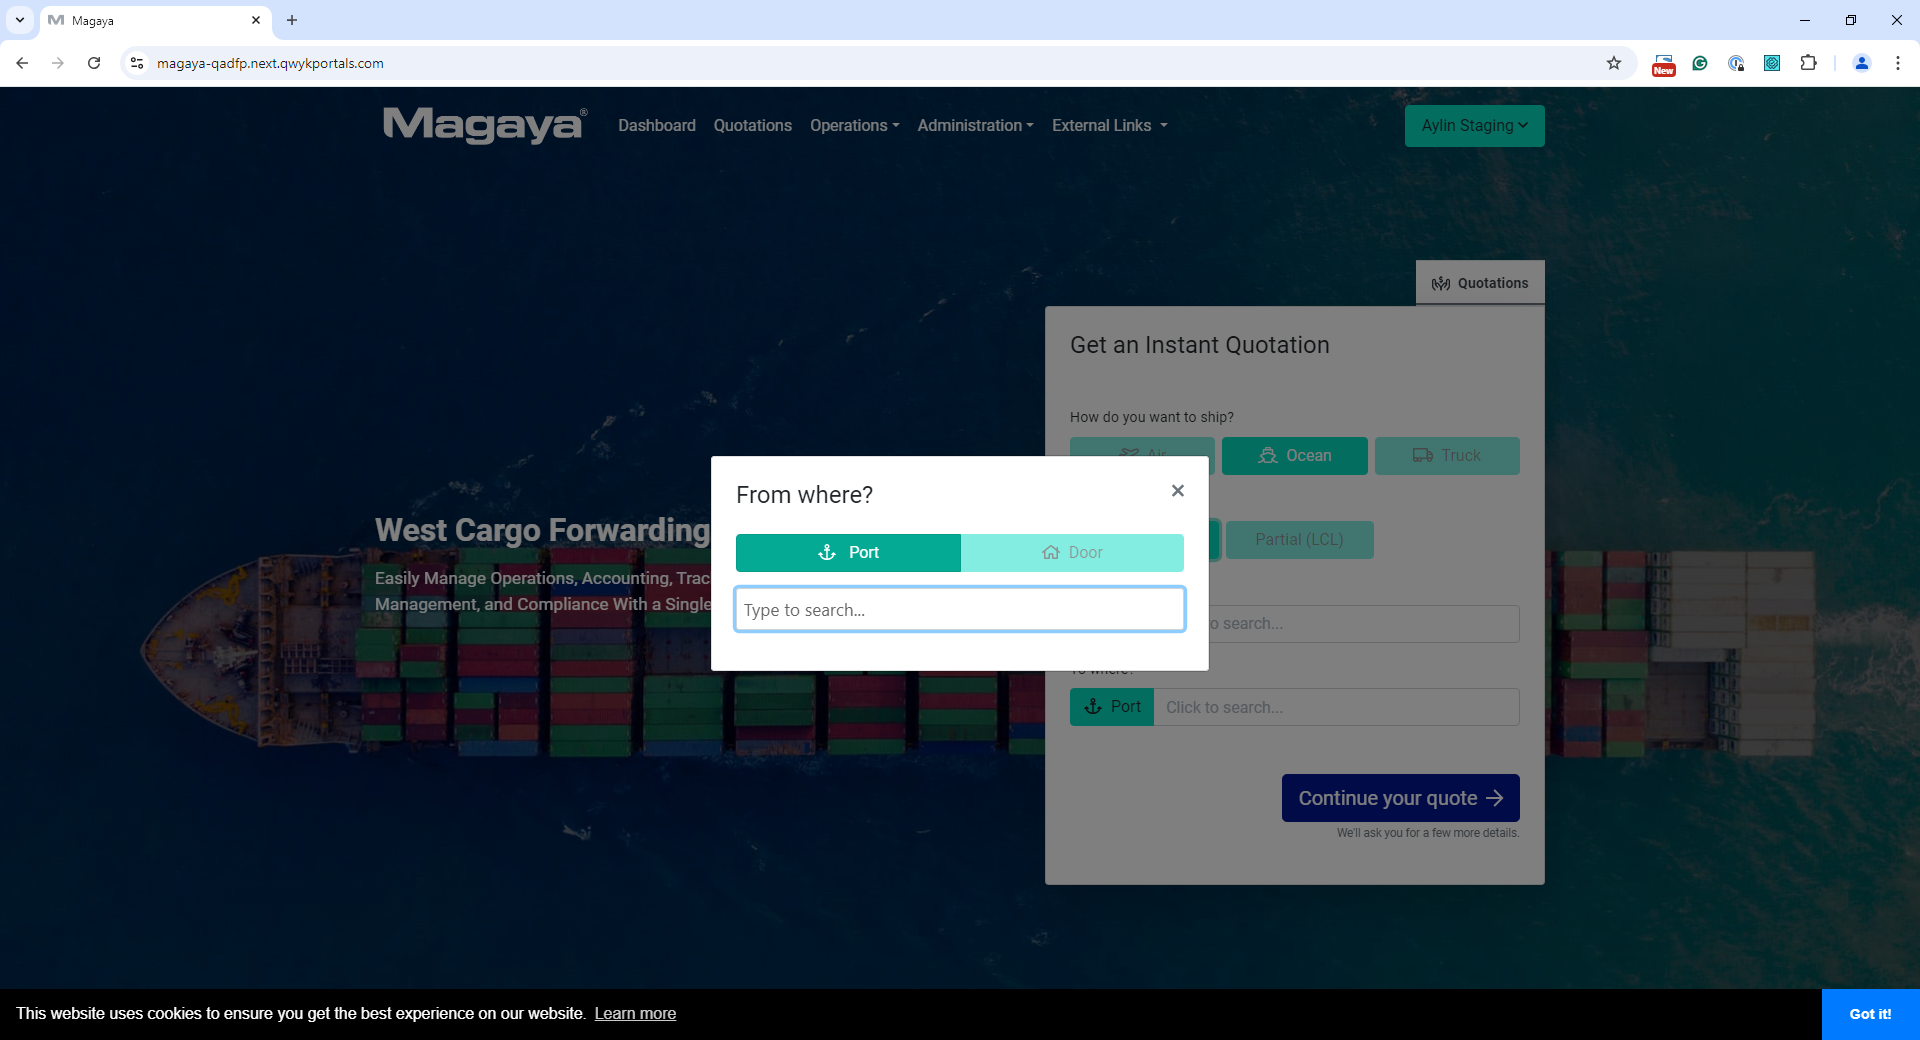 Magaya
magaya-qadfp.next.qwykportals.com
New
Magaya®
Dashboard Quotations Operations Administration External Links
Aylin Staging
Quotations
Get an Instant Quotation
How do you want to ship?
Air Ocean Truck
Partial (LCL)
o search...
To where?
Port Click to search...
Continue your quote
We'll ask you for a few more details.
From where?
Port Door
Type to search...
West Cargo Forwarding
Easily Manage Operations, Accounting, Trac
Management, and Compliance With a Single
This website uses cookies to ensure you get the best experience on our website. Learn more
Got it!